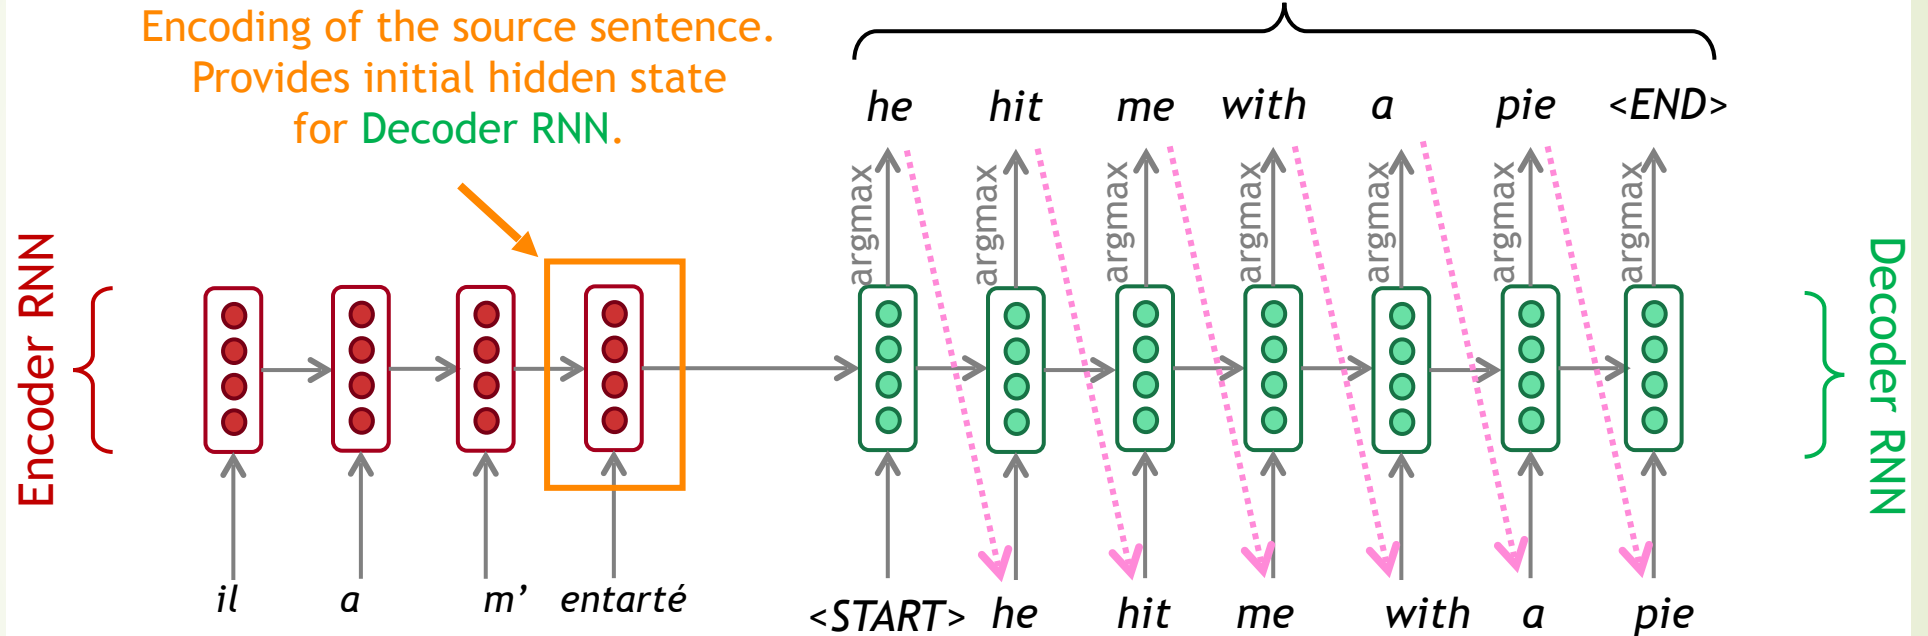 Encoding of the source sentence.
Provides initial hidden state
for Decoder RNN.
he hit me with a pie <END>
argmax argmax argmax argmax argmax argmax argmax
Encoder RNN
Decoder RNN
il a m’ entarté
<START> he hit me with a pie